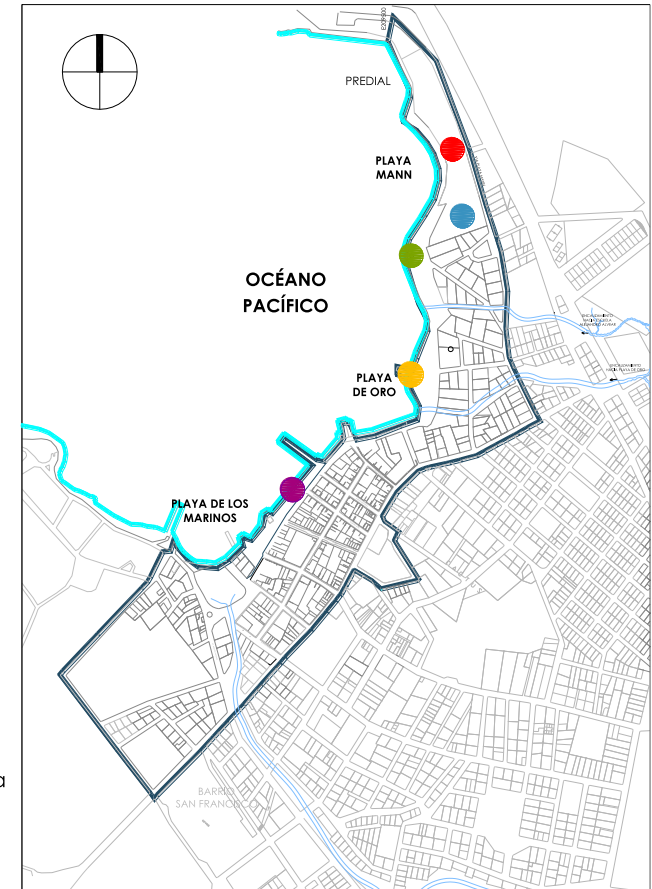 PREDIAL
PLAYA
MANN
OCÉANO
PACÍFICO
PLAYA
DE ORO
PLAYA DE LOS
MARINOS
BARRIO
SAN FRANCISCO
a